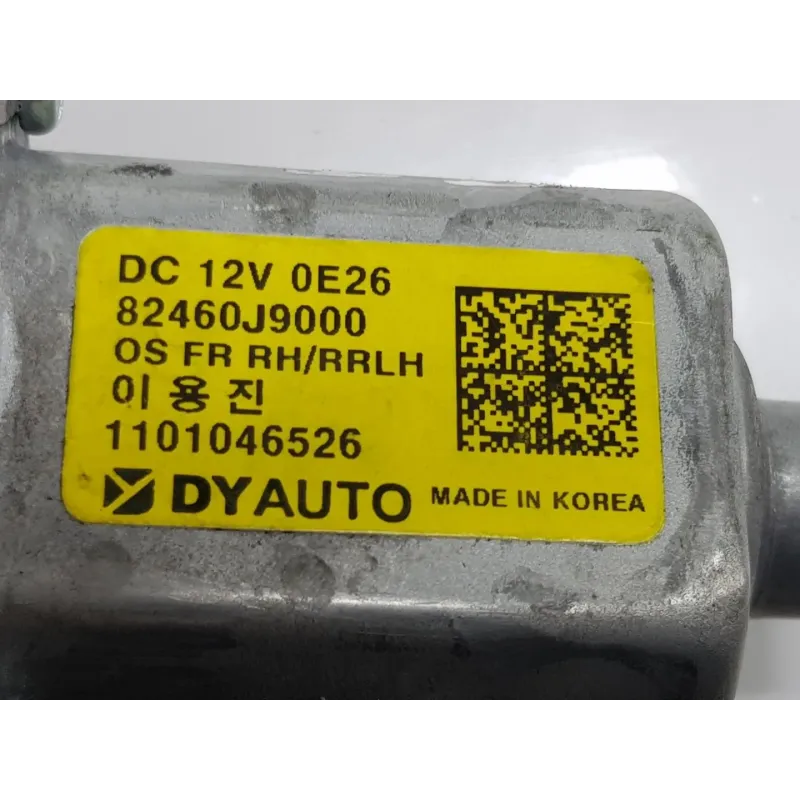 DC 12V 0E26
82460J9000
OS FR RH/RRLH
이용진
1101046526
DYAUTO MADE IN KOREA